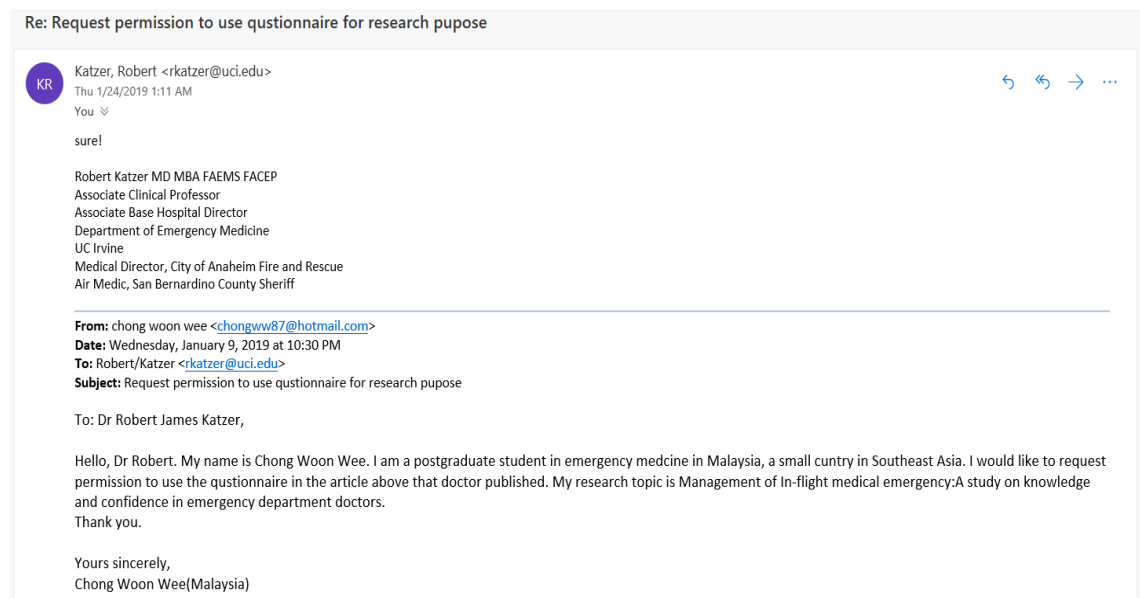 Re: Request permission to use qustionnaire for research pupose
KR
Katzer, Robert <rkatzer@uci.edu>
Thu 1/24/2019 1:11 AM
You
sure!
Robert Katzer MD MBA FAEMS FACEP
Associate Clinical Professor
Associate Base Hospital Director
Department of Emergency Medicine
UC Irvine
Medical Director, City of Anaheim Fire and Rescue
Air Medic, San Bernardino County Sheriff
From: chong woon wee <chongww87@hotmail.com>
Date: Wednesday, January 9, 2019 at 10:30 PM
To: Robert/Katzer <rkatzer@uci.edu>
Subject: Request permission to use qustionnaire for research pupose
To: Dr Robert James Katzer,
Hello, Dr Robert. My name is Chong Woon Wee. I am a postgraduate student in emergency medcine in Malaysia, a small cuntry in Southeast Asia. I would like to request
permission to use the qustionnaire in the article above that doctor published. My research topic is Management of In-flight medical emergency:A study on knowledge
and confidence in emergency department doctors.
Thank you.
Yours sincerely,
Chong Woon Wee(Malaysia)